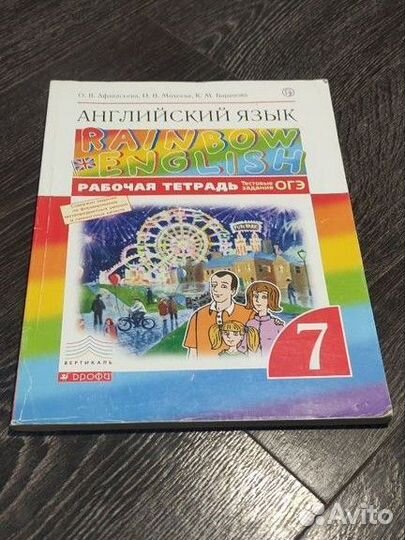 О. В. Афанасьева, И. В. Михеева, К. М. Баранова
АНГЛИЙСКИЙ ЯЗЫК
RAINBOW
ENGLISH
РАБОЧАЯ ТЕТРАДЬ Тестовые задания ОГЭ
ВЕРТИКАЛЬ
дрофа
7
Avito